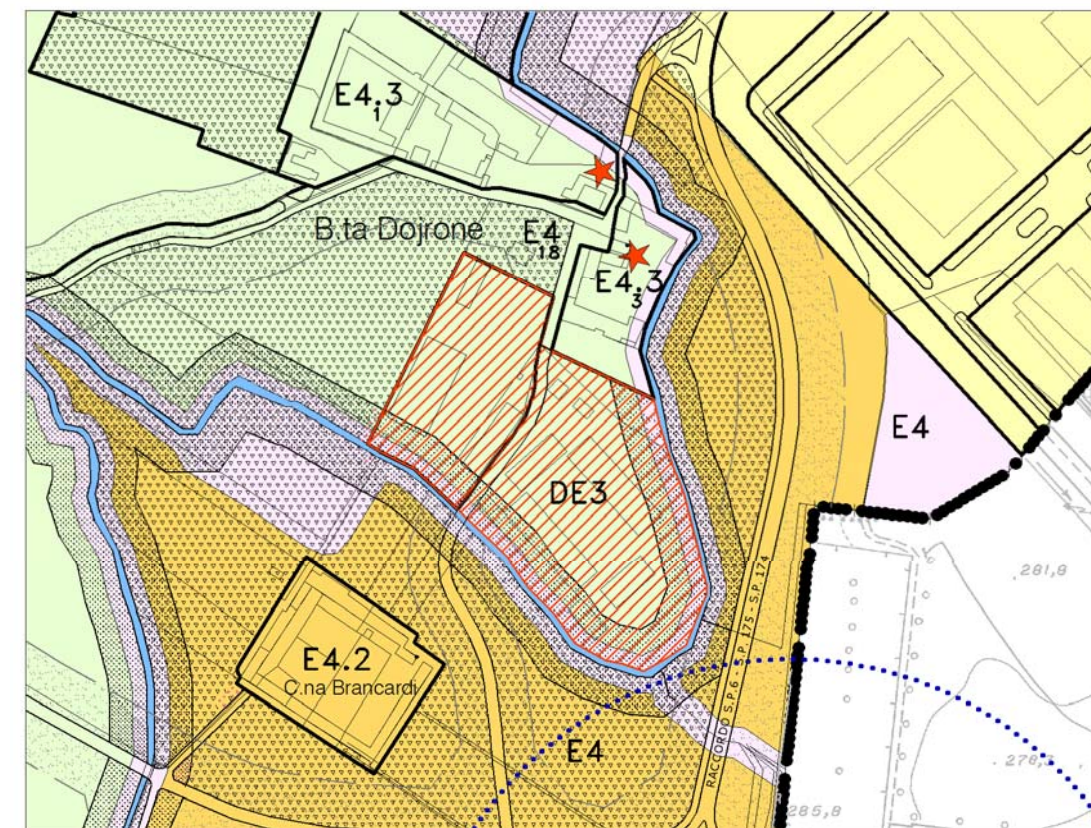 E4.3
1
B.ta Dojrone
E4
18
E4.3
3
E4
DE3
281,8
E4.2
C.na Brancardi
E4
RACCORDO S.P.6 - S.P. 175 - S.P. 174
285,8